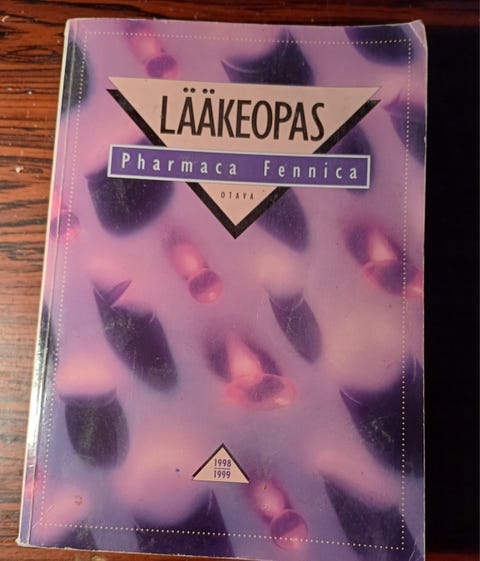 LÄÄKEOPAS
Pharmaca Fennica
OTAVA
1998
1999